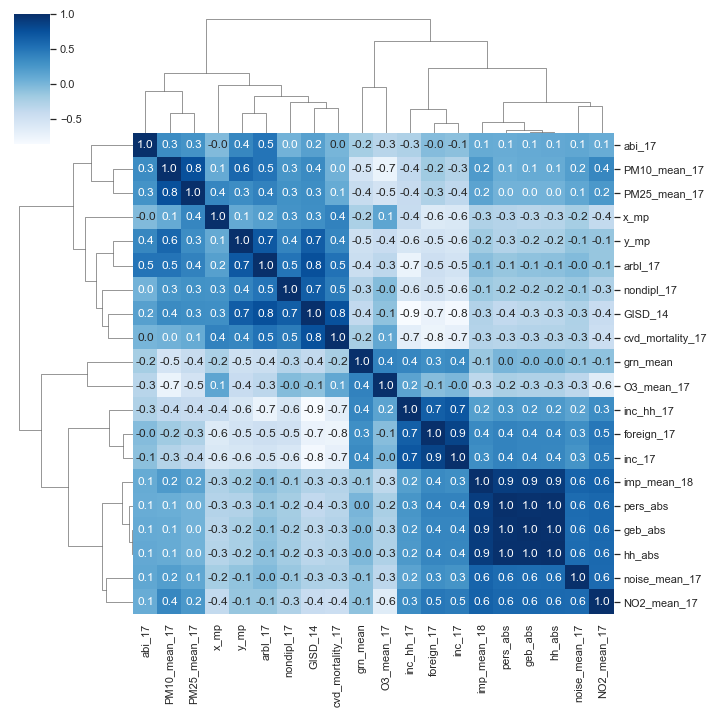 1.0
0.5
0.0
−0.5
1.0 0.3 0.3 -0.0 0.4 0.5 0.0 0.2 0.0 -0.2 -0.3 -0.3 -0.0 -0.1 0.1 0.1 0.1 0.1 0.1 0.1 abi_17
0.3 1.0 0.8 0.1 0.6 0.5 0.3 0.4 0.0 -0.5 -0.7 -0.4 -0.2 -0.3 0.2 0.1 0.1 0.1 0.2 0.4 PM10_mean_17
0.3 0.8 1.0 0.4 0.3 0.4 0.3 0.3 0.1 -0.4 -0.5 -0.4 -0.3 -0.4 0.2 0.0 0.0 0.0 0.1 0.2 PM25_mean_17
-0.0 0.1 0.4 1.0 0.1 0.2 0.3 0.3 0.4 -0.2 0.1 -0.4 -0.6 -0.6 -0.3 -0.3 -0.3 -0.3 -0.2 -0.4 x_mp
0.4 0.6 0.3 0.1 1.0 0.7 0.4 0.7 0.4 -0.5 -0.4 -0.6 -0.5 -0.6 -0.2 -0.3 -0.2 -0.2 -0.1 -0.1 y_mp
0.5 0.5 0.4 0.2 0.7 1.0 0.5 0.8 0.5 -0.4 -0.3 -0.7 -0.5 -0.5 -0.1 -0.1 -0.1 -0.1 -0.0 -0.1 arbl_17
0.0 0.3 0.3 0.3 0.4 0.5 1.0 0.7 0.5 -0.3 -0.0 -0.6 -0.5 -0.6 -0.1 -0.2 -0.2 -0.2 -0.1 -0.3 nondipl_17
0.2 0.4 0.3 0.3 0.7 0.8 0.7 1.0 0.8 -0.4 -0.1 -0.9 -0.7 -0.8 -0.3 -0.4 -0.3 -0.3 -0.3 -0.4 GISD_14
0.0 0.0 0.1 0.4 0.4 0.5 0.5 0.8 1.0 -0.2 0.1 -0.7 -0.8 -0.7 -0.3 -0.3 -0.3 -0.3 -0.3 -0.4 cvd_mortality_17
-0.2 -0.5 -0.4 -0.2 -0.5 -0.4 -0.3 -0.4 -0.2 1.0 0.4 0.4 0.3 0.4 -0.1 0.0 -0.0 -0.0 -0.1 -0.1 grn_mean
-0.3 -0.7 -0.5 0.1 -0.4 -0.3 -0.0 -0.1 0.1 0.4 1.0 0.2 -0.1 -0.0 -0.3 -0.2 -0.3 -0.3 -0.3 -0.6 O3_mean_17
-0.3 -0.4 -0.4 -0.4 -0.6 -0.7 -0.6 -0.9 -0.7 0.4 0.2 1.0 0.7 0.7 0.2 0.3 0.2 0.2 0.2 0.3 inc_hh_17
-0.0 -0.2 -0.3 -0.6 -0.5 -0.5 -0.5 -0.7 -0.8 0.3 -0.1 0.7 1.0 0.9 0.4 0.4 0.4 0.4 0.3 0.5 foreign_17
-0.1 -0.3 -0.4 -0.6 -0.6 -0.5 -0.6 -0.8 -0.7 0.4 -0.0 0.7 0.9 1.0 0.3 0.4 0.4 0.4 0.3 0.5 inc_17
0.1 0.2 0.2 -0.3 -0.2 -0.1 -0.1 -0.3 -0.3 -0.1 -0.3 0.2 0.4 0.3 1.0 0.9 0.9 0.9 0.6 0.6 imp_mean_18
0.1 0.1 0.0 -0.3 -0.3 -0.1 -0.2 -0.4 -0.3 0.0 -0.2 0.3 0.4 0.4 0.9 1.0 1.0 1.0 0.6 0.6 pers_abs
0.1 0.1 0.0 -0.3 -0.2 -0.1 -0.2 -0.3 -0.3 -0.0 -0.3 0.2 0.4 0.4 0.9 1.0 1.0 1.0 0.6 0.6 geb_abs
0.1 0.1 0.0 -0.3 -0.2 -0.1 -0.2 -0.3 -0.3 -0.0 -0.3 0.2 0.4 0.4 0.9 1.0 1.0 1.0 0.6 0.6 hh_abs
0.1 0.2 0.1 -0.2 -0.1 -0.0 -0.1 -0.3 -0.3 -0.1 -0.3 0.2 0.3 0.3 0.6 0.6 0.6 0.6 1.0 0.6 noise_mean_17
0.1 0.4 0.2 -0.4 -0.1 -0.1 -0.3 -0.4 -0.4 -0.1 -0.6 0.3 0.5 0.5 0.6 0.6 0.6 0.6 0.6 1.0 NO2_mean_17
abi_17
PM10_mean_17
PM25_mean_17
x_mp
y_mp
arbl_17
nondipl_17
GISD_14
cvd_mortality_17
grn_mean
O3_mean_17
inc_hh_17
foreign_17
inc_17
imp_mean_18
pers_abs
geb_abs
hh_abs
noise_mean_17
NO2_mean_17